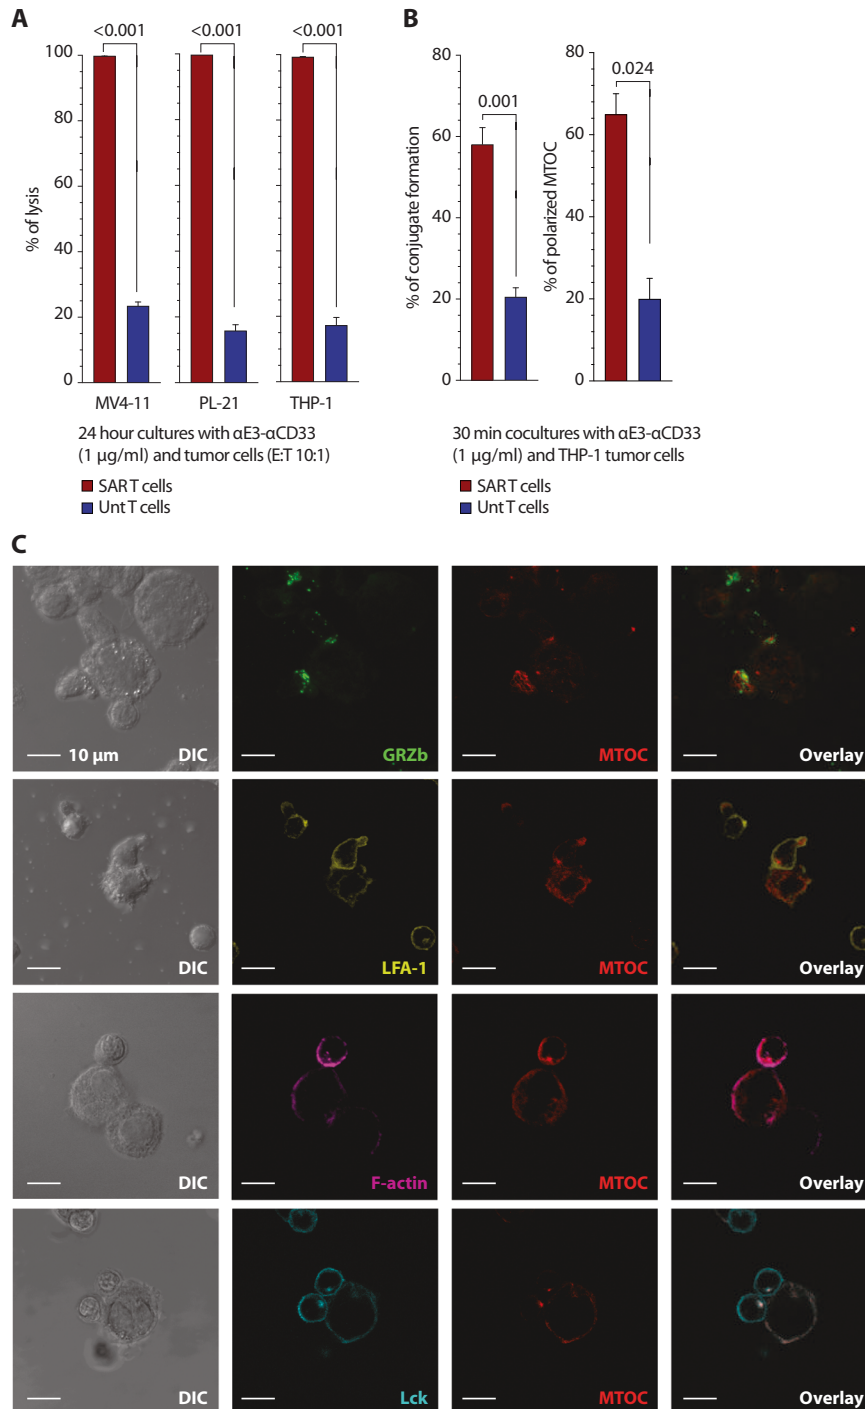 A
<0.001 <0.001 <0.001
100
80
60
40
20
0
% of lysis
MV4-11 PL-21 THP-1
24 hour cultures with αE3-αCD33
(1 µg/ml) and tumor cells (E:T 10:1)
SAR T cells
Unt T cells
B
80
60
40
20
0
% of conjugate formation
0.001
80
60
40
20
0
% of polarized MTOC
0.024
30 min cocultures with αE3-αCD33
(1 µg/ml) and THP-1 tumor cells
SAR T cells
Unt T cells
C
10 µm DIC GRZb MTOC Overlay
DIC LFA-1 MTOC Overlay
DIC F-actin MTOC Overlay
DIC Lck MTOC Overlay